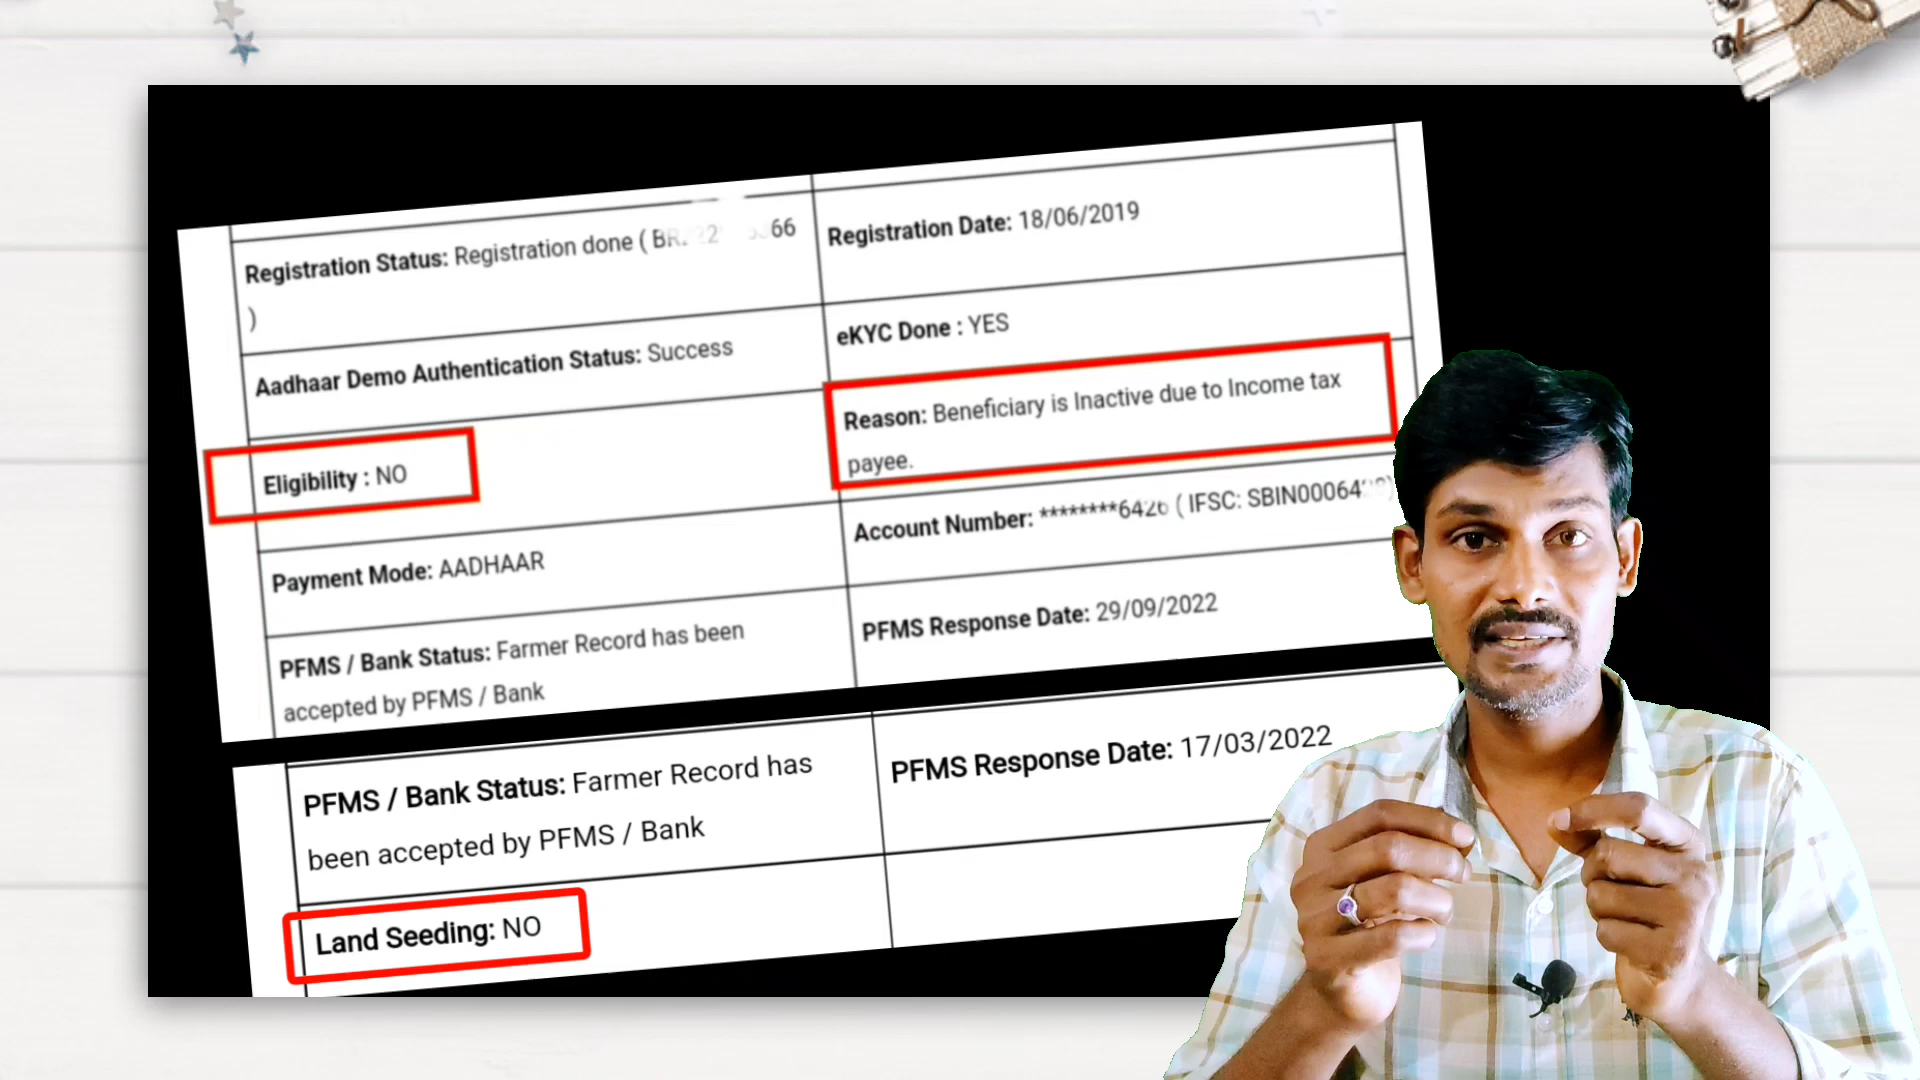 Registration Status: Registration done ( 66
)
Registration Date: 18/06/2019
Aadhaar Demo Authentication Status: Success
eKYC Done : YES
Eligibility : NO
Reason: Beneficiary is Inactive due to Income tax
payee.
Payment Mode: AADHAAR
Account Number: ********6426 ( IFSC:
PFMS / Bank Status: Farmer Record has been
accepted by PFMS / Bank
PFMS Response Date: 29/09/2022
PFMS / Bank Status: Farmer Record has
been accepted by PFMS / Bank
PFMS Response Date: 17/03/2022
Land Seeding: NO